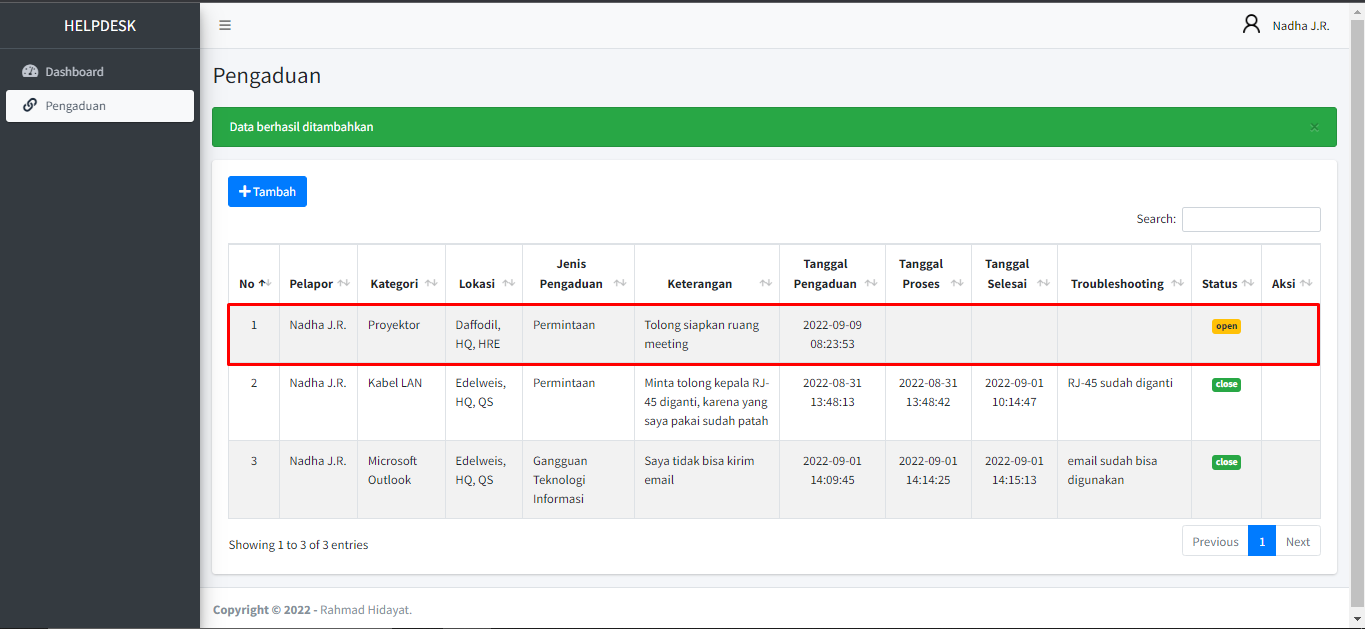 HELPDESK
Nadha J.R.
Dashboard
Pengaduan
Pengaduan
Data berhasil ditambahkan
×
Tambah
Search:
No Pelapor Kategori Lokasi Jenis Pengaduan Keterangan Tanggal Pengaduan Tanggal Proses Tanggal Selesai Troubleshooting Status Aksi
1 Nadha J.R. Proyektor Daffodil, Permintaan Tolong siapkan ruang 2022-09-09 open
HQ, HRE meeting 08:23:53
2 Nadha J.R. Kabel LAN Edelweis, Permintaan Minta tolong kepala RJ- 2022-08-31 2022-08-31 2022-09-01 RJ-45 sudah diganti close
HQ, QS 45 diganti, karena yang 13:48:13 13:48:42 10:14:47
saya pakai sudah patah
3 Nadha J.R. Microsoft Edelweis, Gangguan Saya tidak bisa kirim 2022-09-01 2022-09-01 2022-09-01 email sudah bisa close
Outlook HQ, QS Teknologi email 14:09:45 14:14:25 14:15:13 digunakan
Informasi
Showing 1 to 3 of 3 entries
Previous 1 Next
Copyright © 2022 - Rahmad Hidayat.